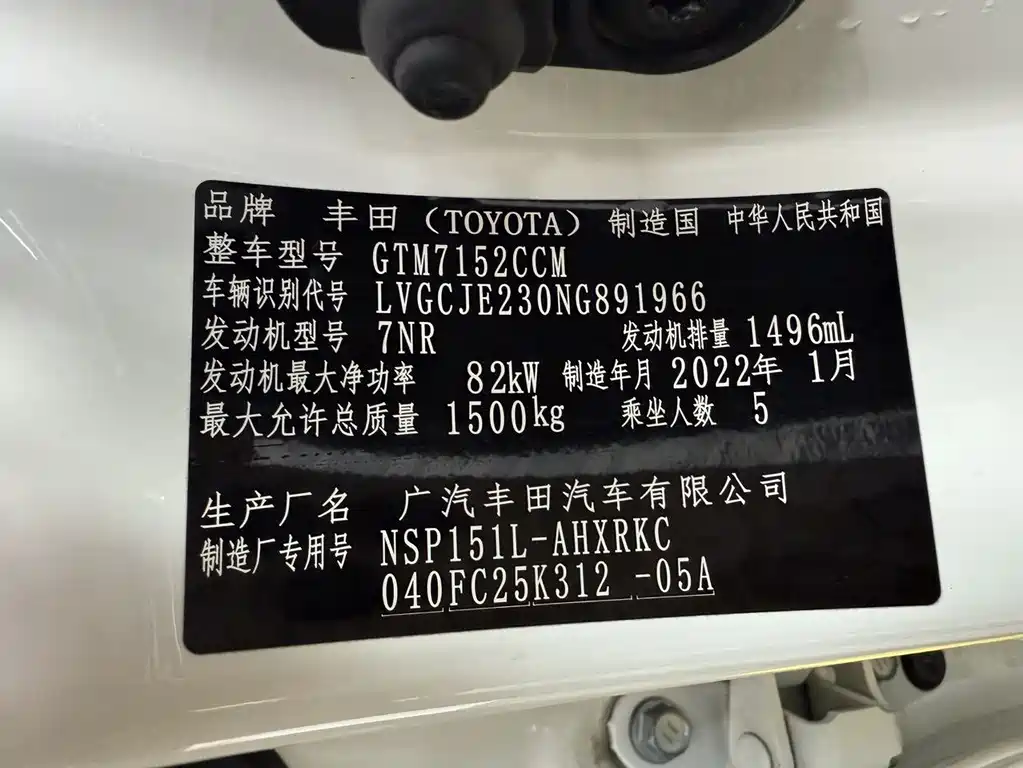 品牌 丰田（TOYOTA） 制造国 中华人民共和国
整车型号 GTM7152CCM
车辆识别代号 LVGCJE230NG891966
发动机型号 7NR 发动机排量 1496mL
发动机最大净功率 82kW 制造年月 2022年 1月
最大允许总质量 1500kg 乘坐人数 5
生产厂名 广汽丰田汽车有限公司
制造厂专用号 NSP151L-AHXRKC
040FC25K312 -05A